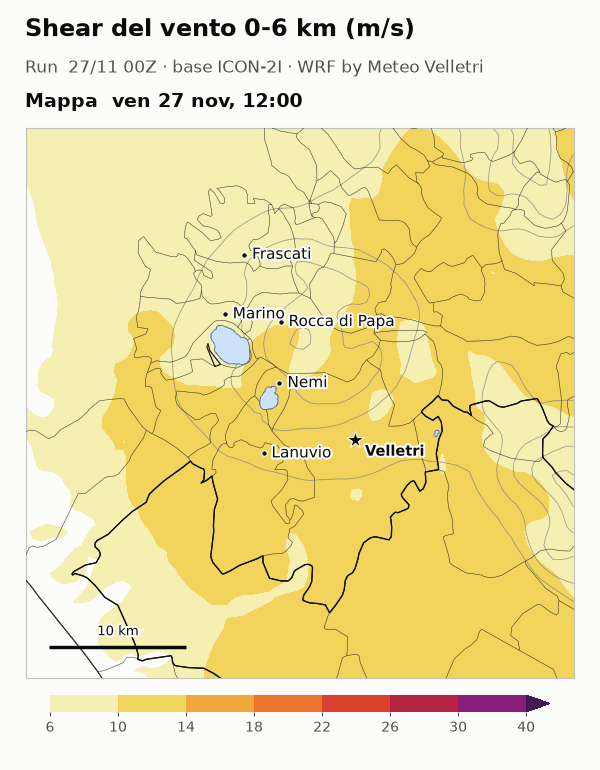 Shear del vento 0-6 km (m/s)
Run  27/11 00Z · base ICON-2I · WRF by Meteo Velletri
Mappa  ven 27 nov, 12:00
Frascati
Marino
Rocca di Papa
Nemi
Velletri
Lanuvio
10 km
6 10 14 18 22 26 30 40